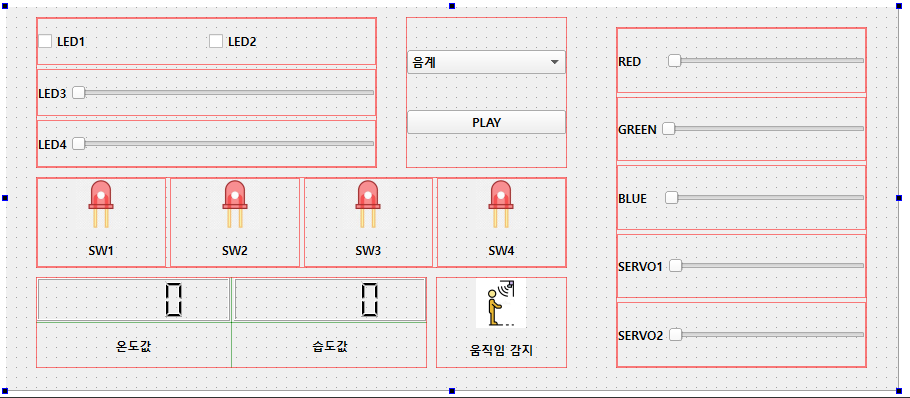 LED1
LED2
LED3
LED4
음계
PLAY
RED
GREEN
BLUE
SERVO1
SERVO2
SW1
SW2
SW3
SW4
0
0
온도값
습도값
움직임 감지